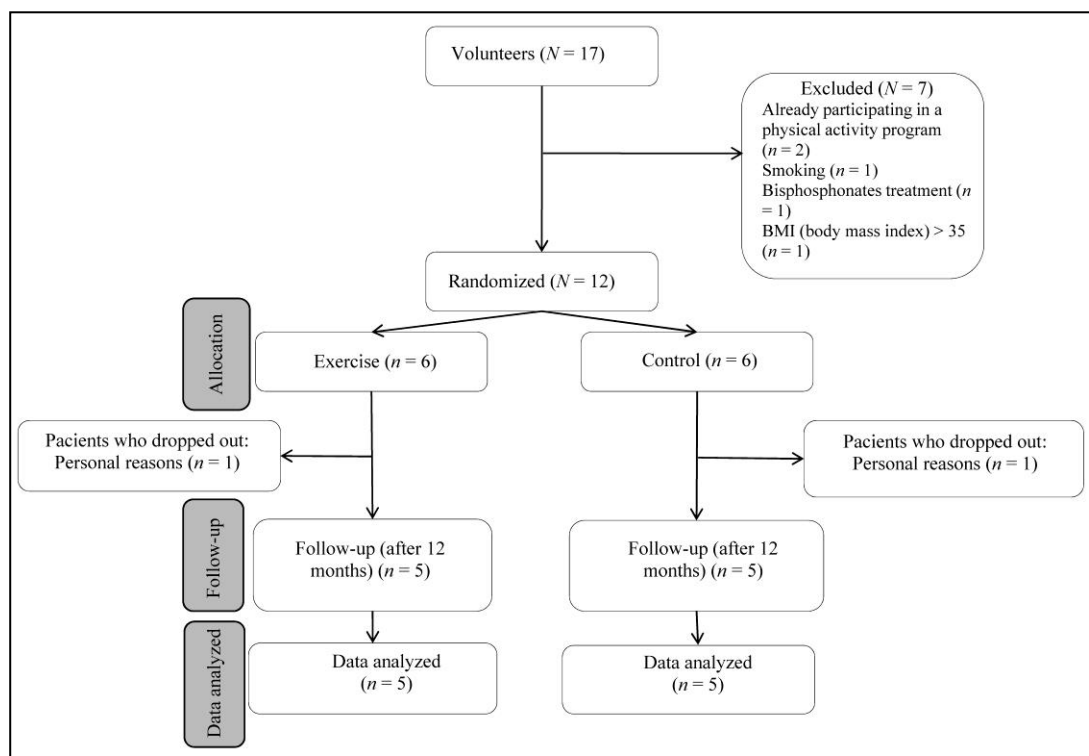 Volunteers (N = 17)
Excluded (N = 7)
Already participating in a
physical activity program
(n = 2)
Smoking (n = 1)
Bisphosphonates treatment (n
= 1)
BMI (body mass index) > 35
(n = 1)
Randomized (N = 12)
Allocation
Exercise (n = 6)
Control (n = 6)
Pacients who dropped out:
Personal reasons (n = 1)
Pacients who dropped out:
Personal reasons (n = 1)
Follow-up
Follow-up (after 12
months) (n = 5)
Follow-up (after 12
months) (n = 5)
Data analyzed
Data analyzed
(n = 5)
Data analyzed
(n = 5)